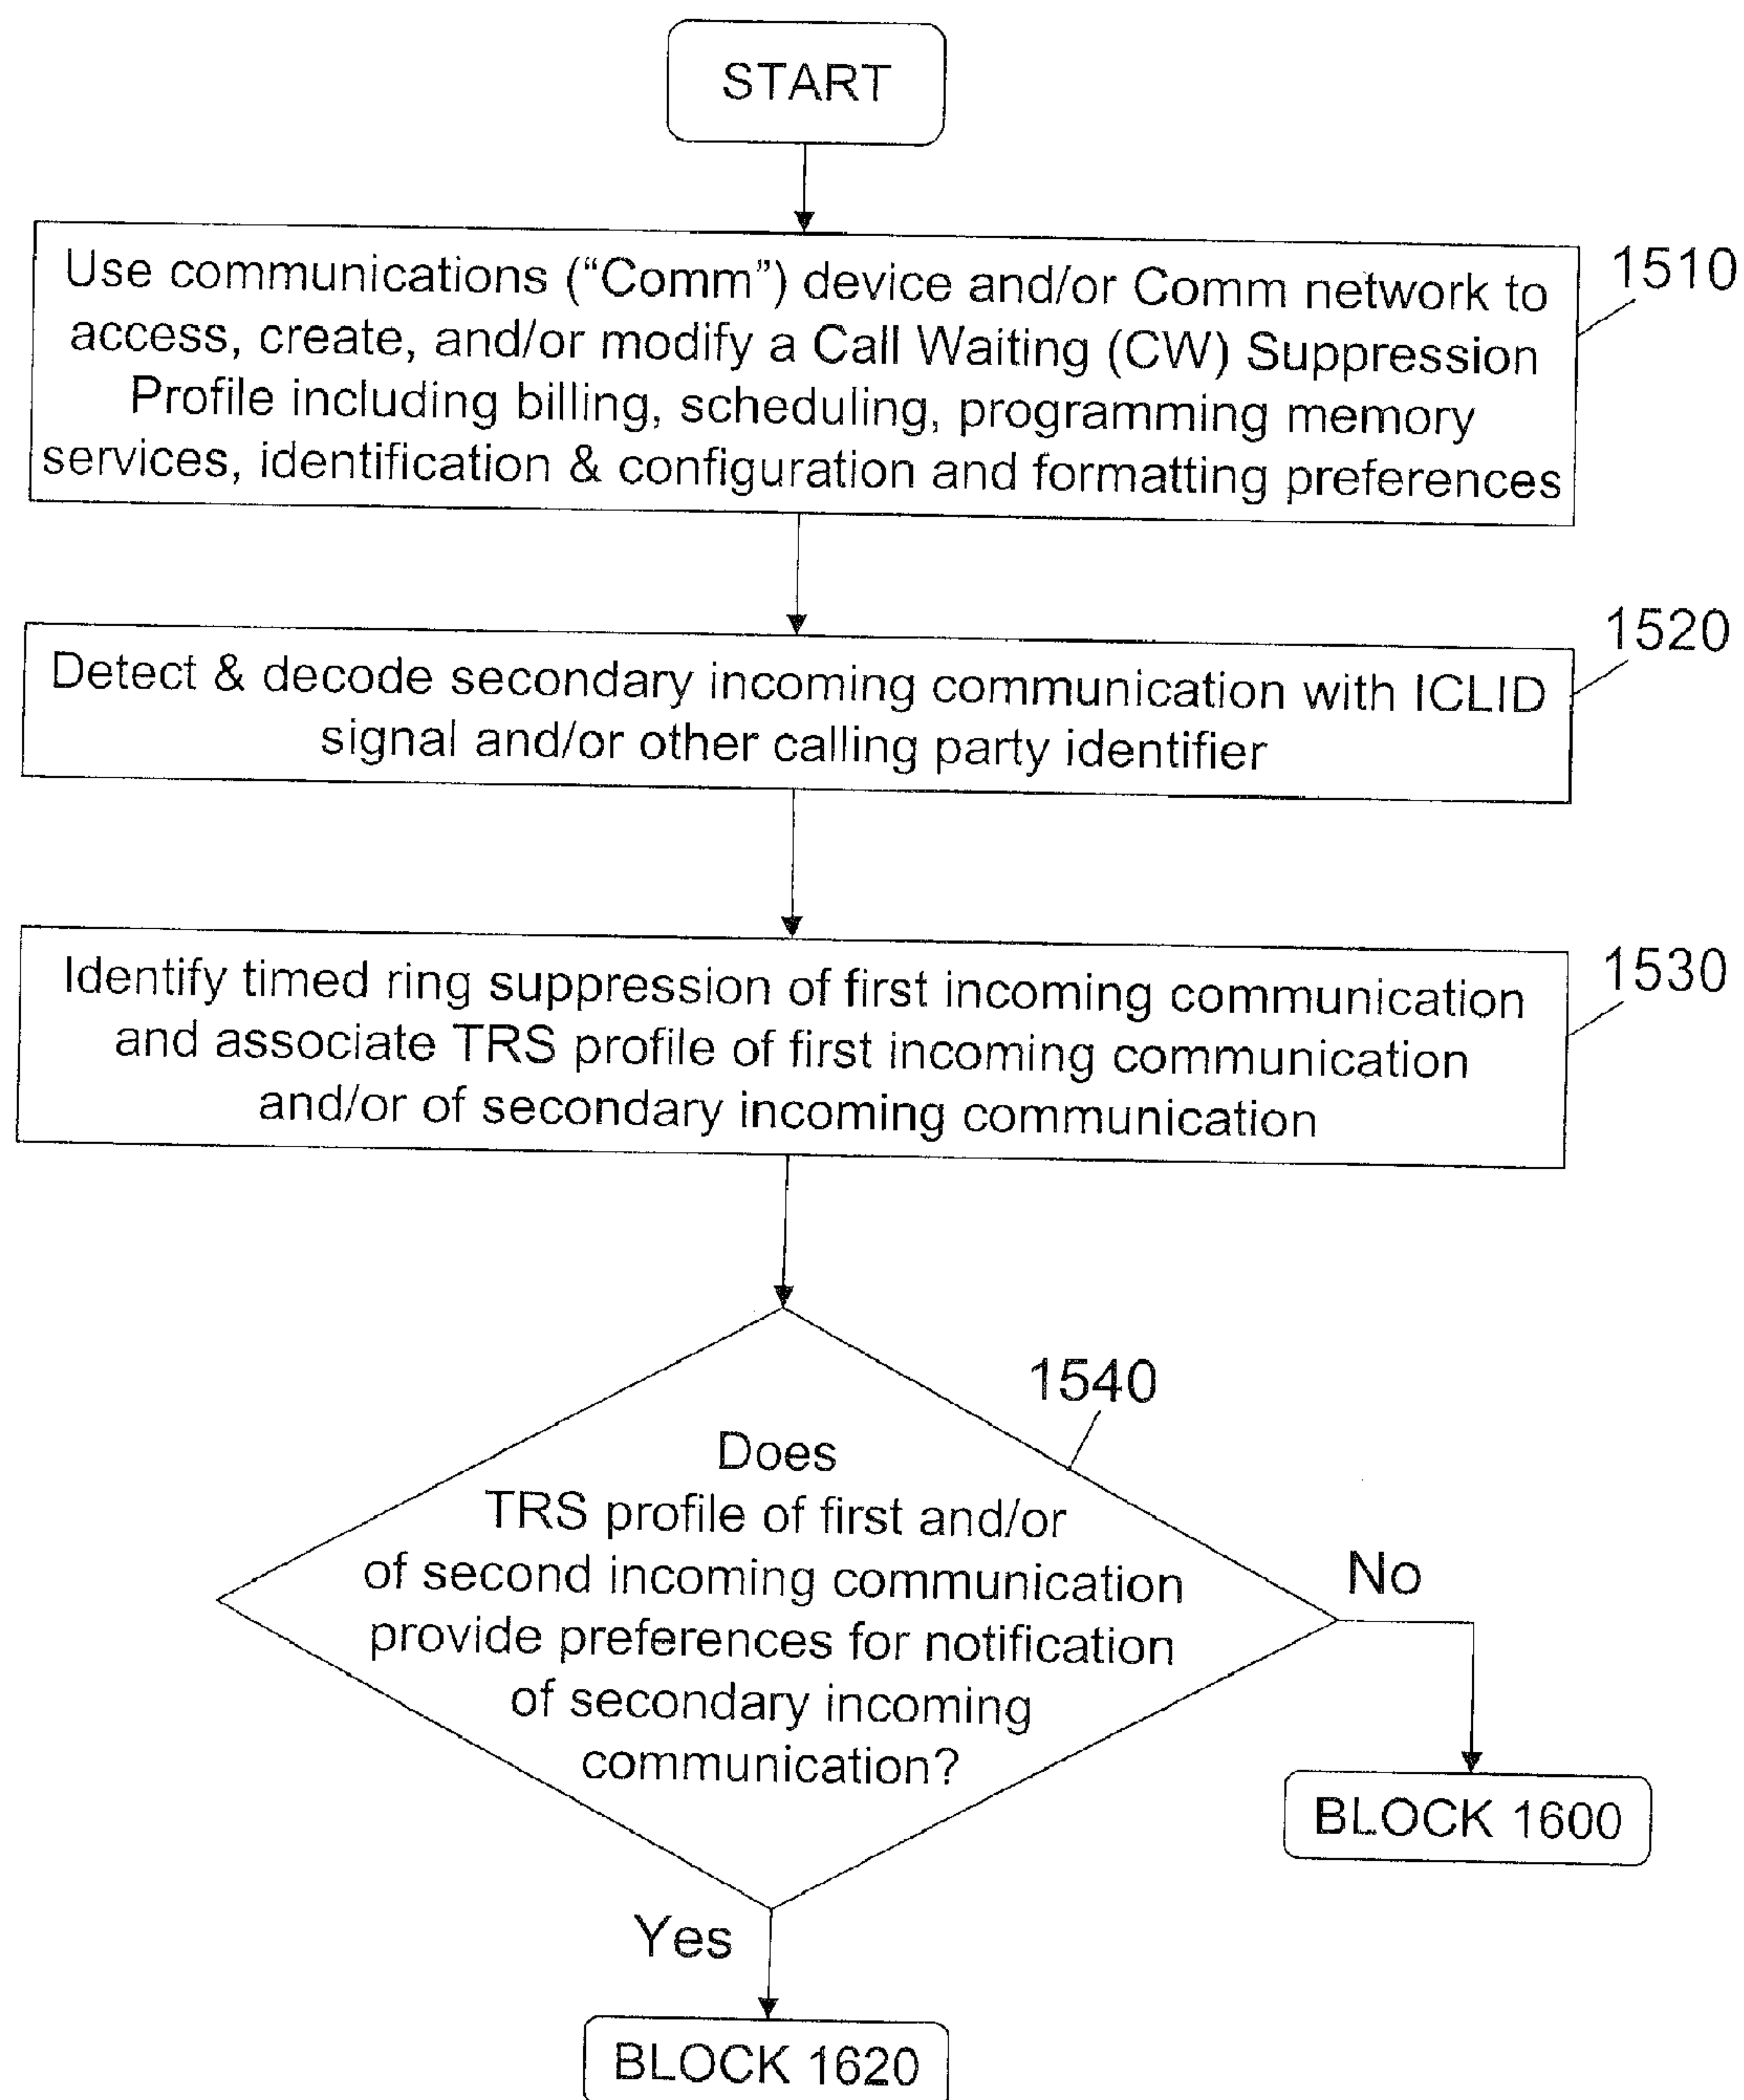 START
1510
Use communications (“Comm”) device and/or Comm network to
access, create, and/or modify a Call Waiting (CW) Suppression
Profile including billing, scheduling, programming memory
services, identification & configuration and formatting preferences
1520
Detect & decode secondary incoming communication with ICLID
signal and/or other calling party identifier
1530
Identify timed ring suppression of first incoming communication
and associate TRS profile of first incoming communication
and/or of secondary incoming communication
1540
Does
TRS profile of first and/or
of second incoming communication
provide preferences for notification
of secondary incoming
communication?
No
BLOCK 1600
Yes
BLOCK 1620